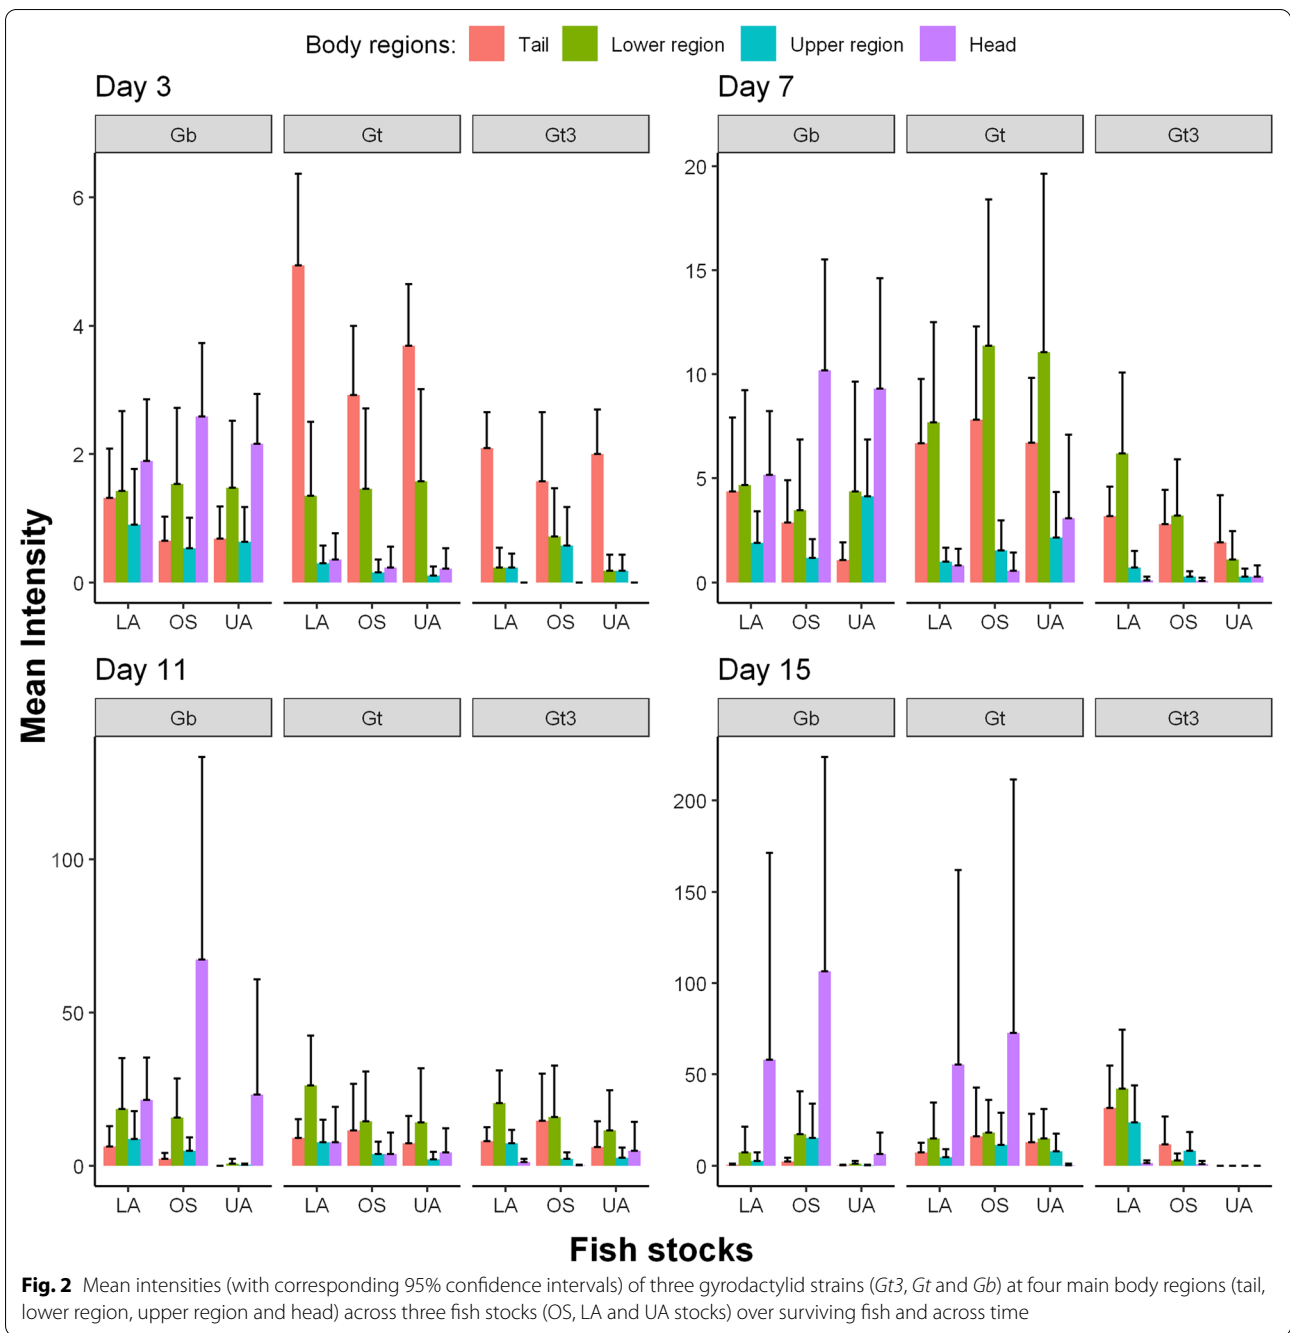 Body regions: Tail Lower region Upper region Head
Day 3
Gb Gt Gt3
6
4
2
0
LA OS UA LA OS UA LA OS UA
Day 7
Gb Gt Gt3
20
15
10
5
0
LA OS UA LA OS UA LA OS UA
Mean Intensity
Day 11
Gb Gt Gt3
100
50
0
LA OS UA LA OS UA LA OS UA
Day 15
Gb Gt Gt3
200
150
100
50
0
LA OS UA LA OS UA LA OS UA
Fish stocks
Fig. 2 Mean intensities (with corresponding 95% confidence intervals) of three gyrodactylid strains (Gt3, Gt and Gb) at four main body regions (tail,
lower region, upper region and head) across three fish stocks (OS, LA and UA stocks) over surviving fish and across time